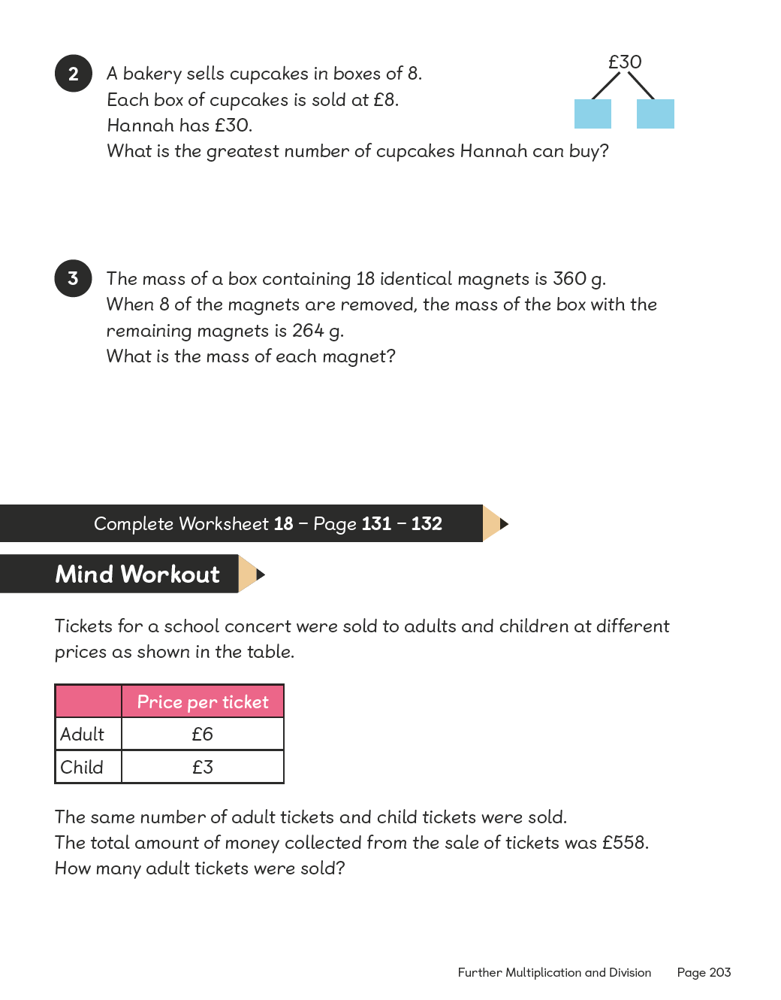 2
A bakery sells cupcakes in boxes of 8.
Each box of cupcakes is sold at £8.
Hannah has £30.
What is the greatest number of cupcakes Hannah can buy?
£30
3
The mass of a box containing 18 identical magnets is 360 g.
When 8 of the magnets are removed, the mass of the box with the
remaining magnets is 264 g.
What is the mass of each magnet?
Complete Worksheet 18 – Page 131 – 132
Mind Workout
Tickets for a school concert were sold to adults and children at different
prices as shown in the table.
Price per ticket
Adult £6
Child £3
The same number of adult tickets and child tickets were sold.
The total amount of money collected from the sale of tickets was £558.
How many adult tickets were sold?
Further Multiplication and Division Page 203